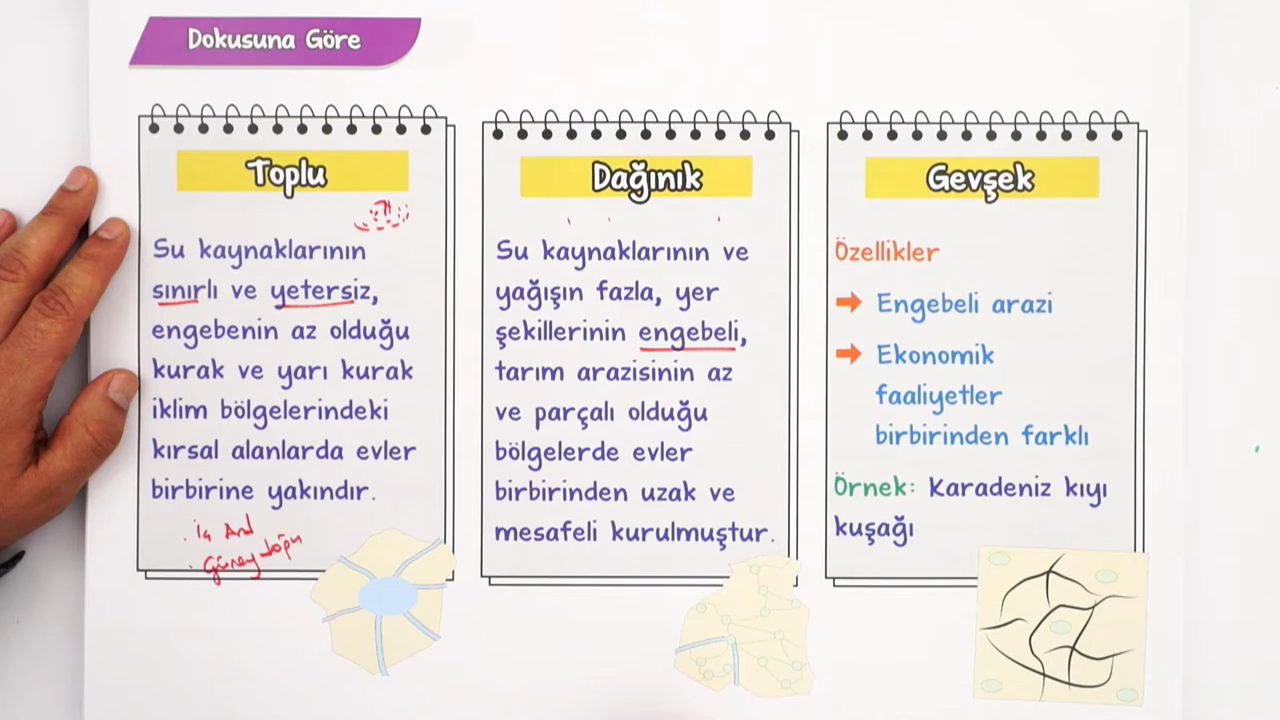 Dokusuna Göre
Toplu
Su kaynaklarının
sınırlı ve yetersiz,
engebenin az olduğu
kurak ve yarı kurak
iklim bölgelerindeki
kırsal alanlarda evler
birbirine yakındır.
. İç And
. Güneydoğu
Dağınık
Su kaynaklarının ve
yağışın fazla, yer
şekillerinin engebeli,
tarım arazisinin az
ve parçalı olduğu
bölgelerde evler
birbirinden uzak ve
mesafeli kurulmuştur.
Gevşek
Özellikler
Engebeli arazi
Ekonomik
faaliyetler
birbirinden farklı
Örnek: Karadeniz kıyı
kuşağı